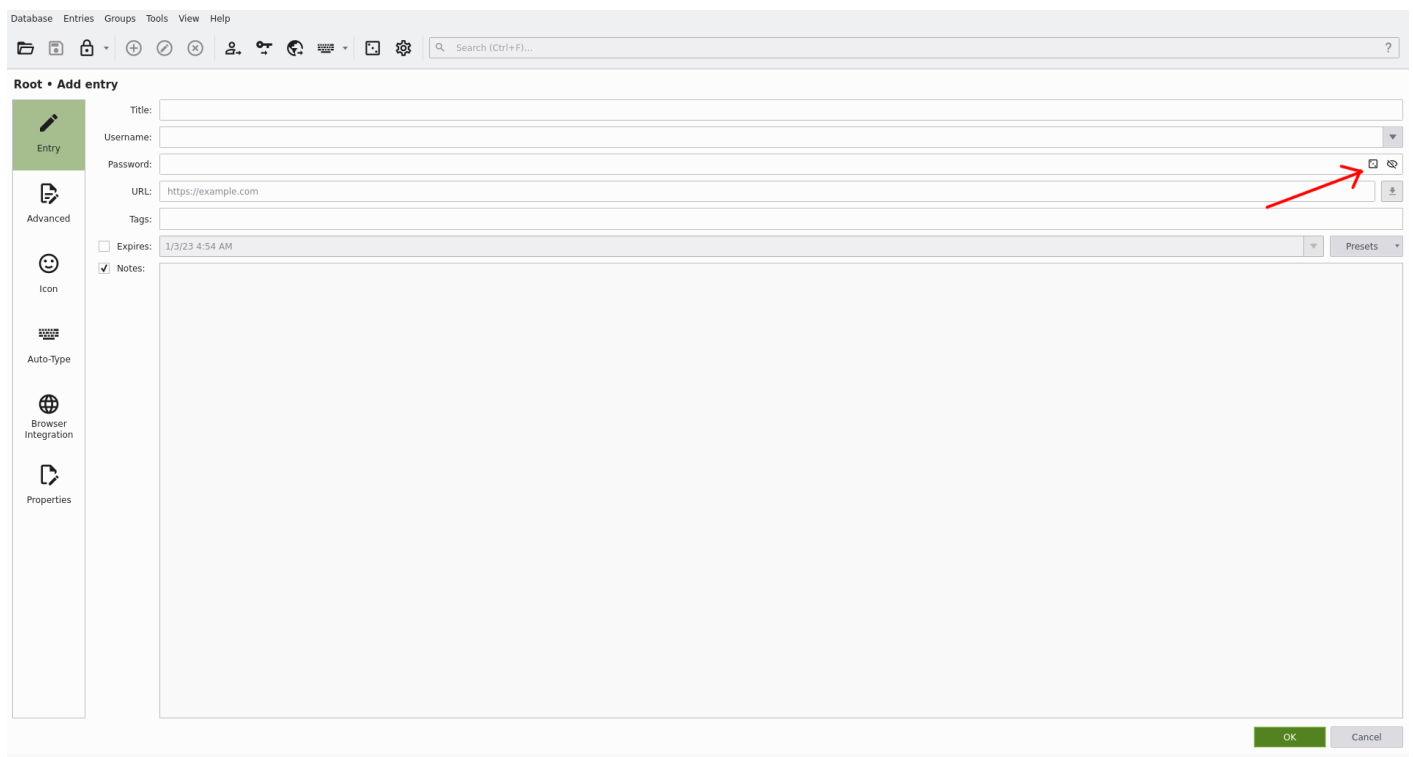 Database Entries Groups Tools View Help
Search (Ctrl+F)... ?
Root • Add entry
Entry
Advanced
Icon
Auto-Type
Browser
Integration
Properties
Title:
Username:
Password:
URL: https://example.com
Tags:
Expires: 1/3/23 4:54 AM Presets
Notes:
OK Cancel